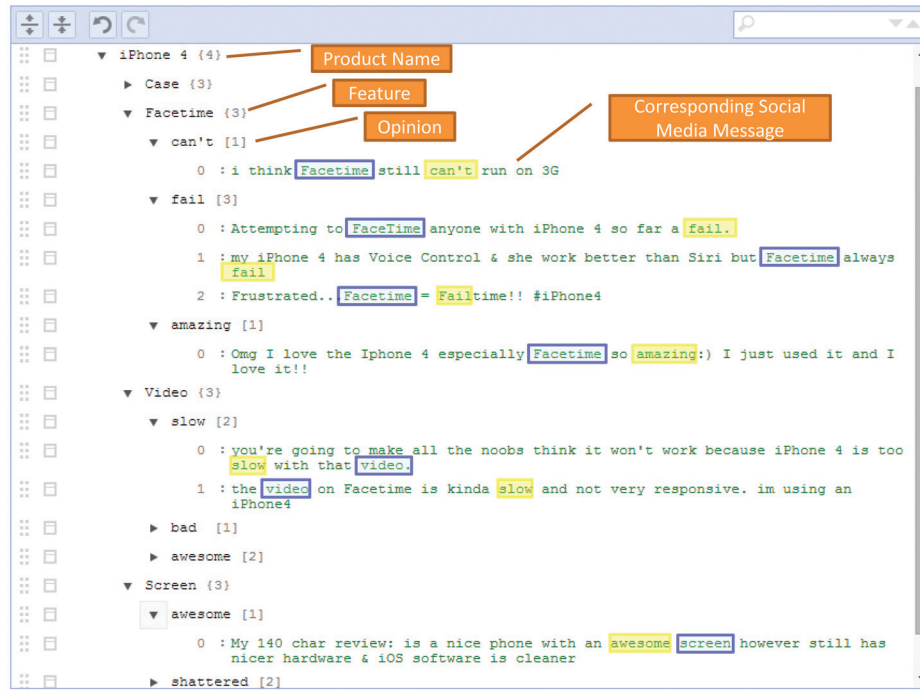 ▼ iPhone 4 {4}
Product Name
▶ Case {3}
Feature
▼ Facetime {3}
Corresponding Social
Media Message
Opinion
▼ can't [1]
0 : i think Facetime still can't run on 3G
▼ fail [3]
0 : Attempting to FaceTime anyone with iPhone 4 so far a fail.
1 : my iPhone 4 has Voice Control & she work better than Siri but Facetime always
fail
2 : Frustrated.. Facetime = Failtime!! #iPhone4
▼ amazing [1]
0 : Omg I love the Iphone 4 especially Facetime so amazing:) I just used it and I
love it!!
▼ Video {3}
▼ slow [2]
0 : you're going to make all the noobs think it won't work because iPhone 4 is too
slow with that video.
1 : the video on Facetime is kinda slow and not very responsive. im using an
iPhone4
▶ bad [1]
▶ awesome [2]
▼ Screen {3}
▼ awesome [1]
0 : My 140 char review: is a nice phone with an awesome screen however still has
nicer hardware & iOS software is cleaner
▶ shattered [2]